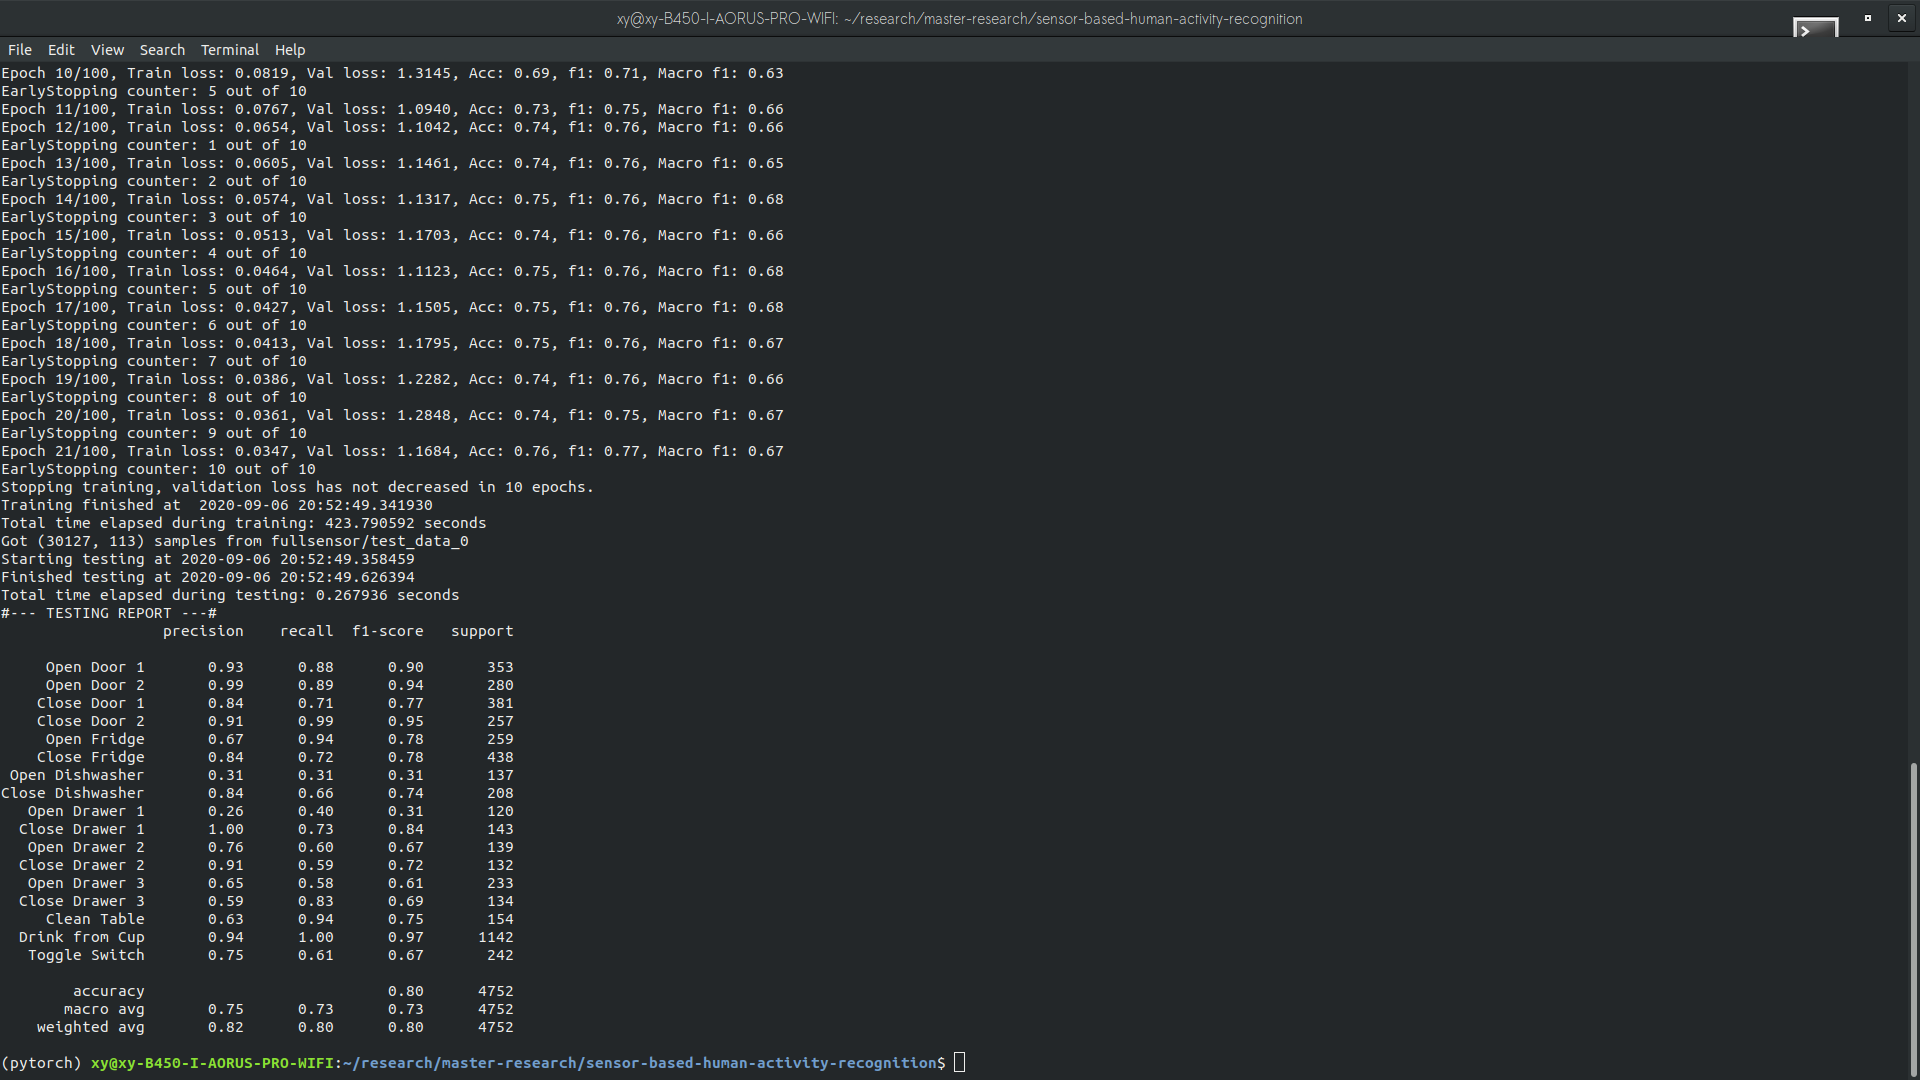 xy@xy-B450-I-AORUS-PRO-WIFI: ~/research/master-research/sensor-based-human-activity-recognition
File Edit View Search Terminal Help
Epoch 10/100, Train loss: 0.0819, Val loss: 1.3145, Acc: 0.69, f1: 0.71, Macro f1: 0.63
EarlyStopping counter: 5 out of 10
Epoch 11/100, Train loss: 0.0767, Val loss: 1.0940, Acc: 0.73, f1: 0.75, Macro f1: 0.66
Epoch 12/100, Train loss: 0.0654, Val loss: 1.1042, Acc: 0.74, f1: 0.76, Macro f1: 0.66
EarlyStopping counter: 1 out of 10
Epoch 13/100, Train loss: 0.0605, Val loss: 1.1461, Acc: 0.74, f1: 0.76, Macro f1: 0.65
EarlyStopping counter: 2 out of 10
Epoch 14/100, Train loss: 0.0574, Val loss: 1.1317, Acc: 0.75, f1: 0.76, Macro f1: 0.68
EarlyStopping counter: 3 out of 10
Epoch 15/100, Train loss: 0.0513, Val loss: 1.1703, Acc: 0.74, f1: 0.76, Macro f1: 0.66
EarlyStopping counter: 4 out of 10
Epoch 16/100, Train loss: 0.0464, Val loss: 1.1123, Acc: 0.75, f1: 0.76, Macro f1: 0.68
EarlyStopping counter: 5 out of 10
Epoch 17/100, Train loss: 0.0427, Val loss: 1.1505, Acc: 0.75, f1: 0.76, Macro f1: 0.68
EarlyStopping counter: 6 out of 10
Epoch 18/100, Train loss: 0.0413, Val loss: 1.1795, Acc: 0.75, f1: 0.76, Macro f1: 0.67
EarlyStopping counter: 7 out of 10
Epoch 19/100, Train loss: 0.0386, Val loss: 1.2282, Acc: 0.74, f1: 0.76, Macro f1: 0.66
EarlyStopping counter: 8 out of 10
Epoch 20/100, Train loss: 0.0361, Val loss: 1.2848, Acc: 0.74, f1: 0.75, Macro f1: 0.67
EarlyStopping counter: 9 out of 10
Epoch 21/100, Train loss: 0.0347, Val loss: 1.1684, Acc: 0.76, f1: 0.77, Macro f1: 0.67
EarlyStopping counter: 10 out of 10
Stopping training, validation loss has not decreased in 10 epochs.
Training finished at  2020-09-06 20:52:49.341930
Total time elapsed during training: 423.790592 seconds
Got (30127, 113) samples from fullsensor/test_data_0
Starting testing at 2020-09-06 20:52:49.358459
Finished testing at 2020-09-06 20:52:49.626394
Total time elapsed during testing: 0.267936 seconds
#--- TESTING REPORT ---#
precision recall f1-score support
Open Door 1 0.93 0.88 0.90 353
Open Door 2 0.99 0.89 0.94 280
Close Door 1 0.84 0.71 0.77 381
Close Door 2 0.91 0.99 0.95 257
Open Fridge 0.67 0.94 0.78 259
Close Fridge 0.84 0.72 0.78 438
Open Dishwasher 0.31 0.31 0.31 137
Close Dishwasher 0.84 0.66 0.74 208
Open Drawer 1 0.26 0.40 0.31 120
Close Drawer 1 1.00 0.73 0.84 143
Open Drawer 2 0.76 0.60 0.67 139
Close Drawer 2 0.91 0.59 0.72 132
Open Drawer 3 0.65 0.58 0.61 233
Close Drawer 3 0.59 0.83 0.69 134
Clean Table 0.63 0.94 0.75 154
Drink from Cup 0.94 1.00 0.97 1142
Toggle Switch 0.75 0.61 0.67 242
accuracy 0.80 4752
macro avg 0.75 0.73 0.73 4752
weighted avg 0.82 0.80 0.80 4752
(pytorch) xy@xy-B450-I-AORUS-PRO-WIFI:~/research/master-research/sensor-based-human-activity-recognition$